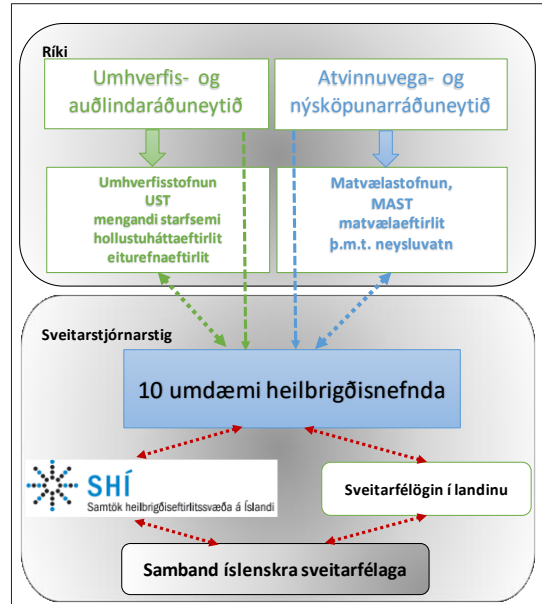 Ríki
Umhverfis- og
auðlindaráðuneytið
Atvinnuvega- og
nýsköpunarráðuneytið
Umhverfisstofnun
UST
mengandi starfsemi
hollustuháttaeftirlit
eiturefnaeftirlit
Matvælastofnun,
MAST
matvælaeftirlit
þ.m.t. neysluvatn
Sveitarstjórnarstig
10 umdæmi heilbrigðisnefnda
SHÍ
Samtök heilbrigðiseftirlitssvæða á Íslandi
Sveitarfélögin í landinu
Samband íslenskra sveitarfélaga